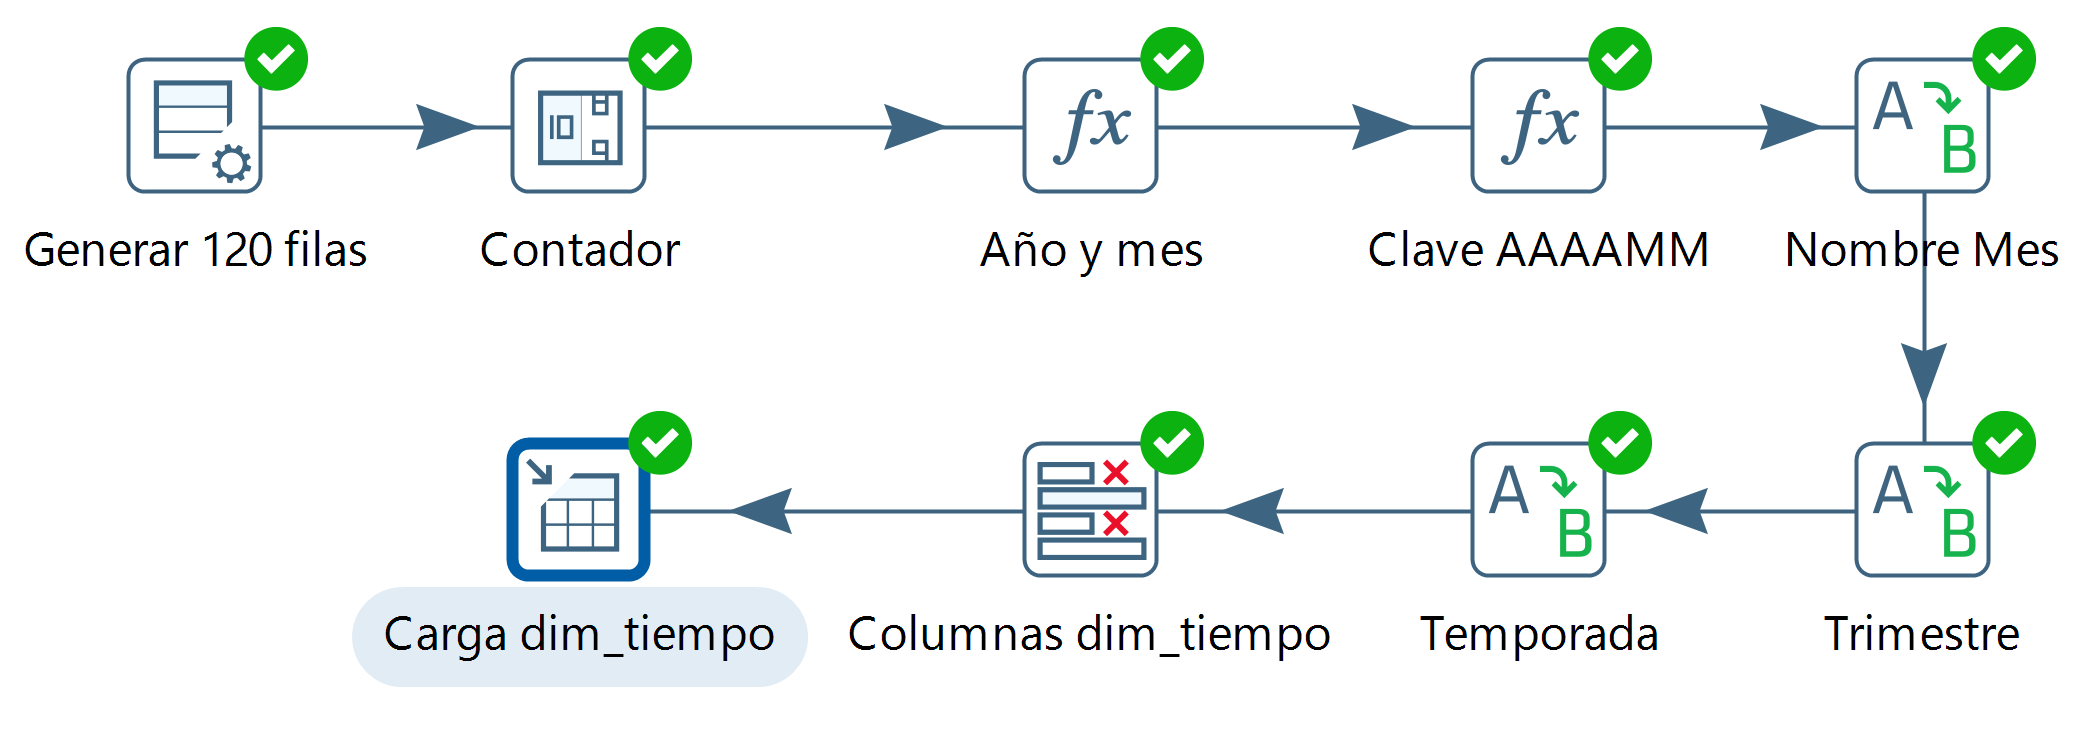 Generar 120 filas
Contador
Año y mes
Clave AAAAMM
Nombre Mes
Carga dim_tiempo
Columnas dim_tiempo
Temporada
Trimestre